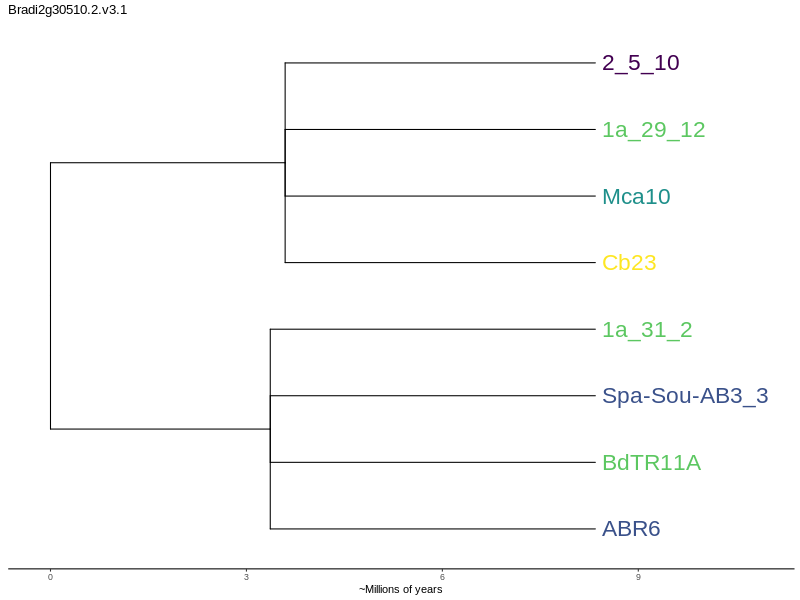 Bradi2g30510.2.v3.1
2_5_10
1a_29_12
Mca10
Cb23
1a_31_2
Spa-Sou-AB3_3
BdTR11A
ABR6
0 3 6 9
~Millions of years